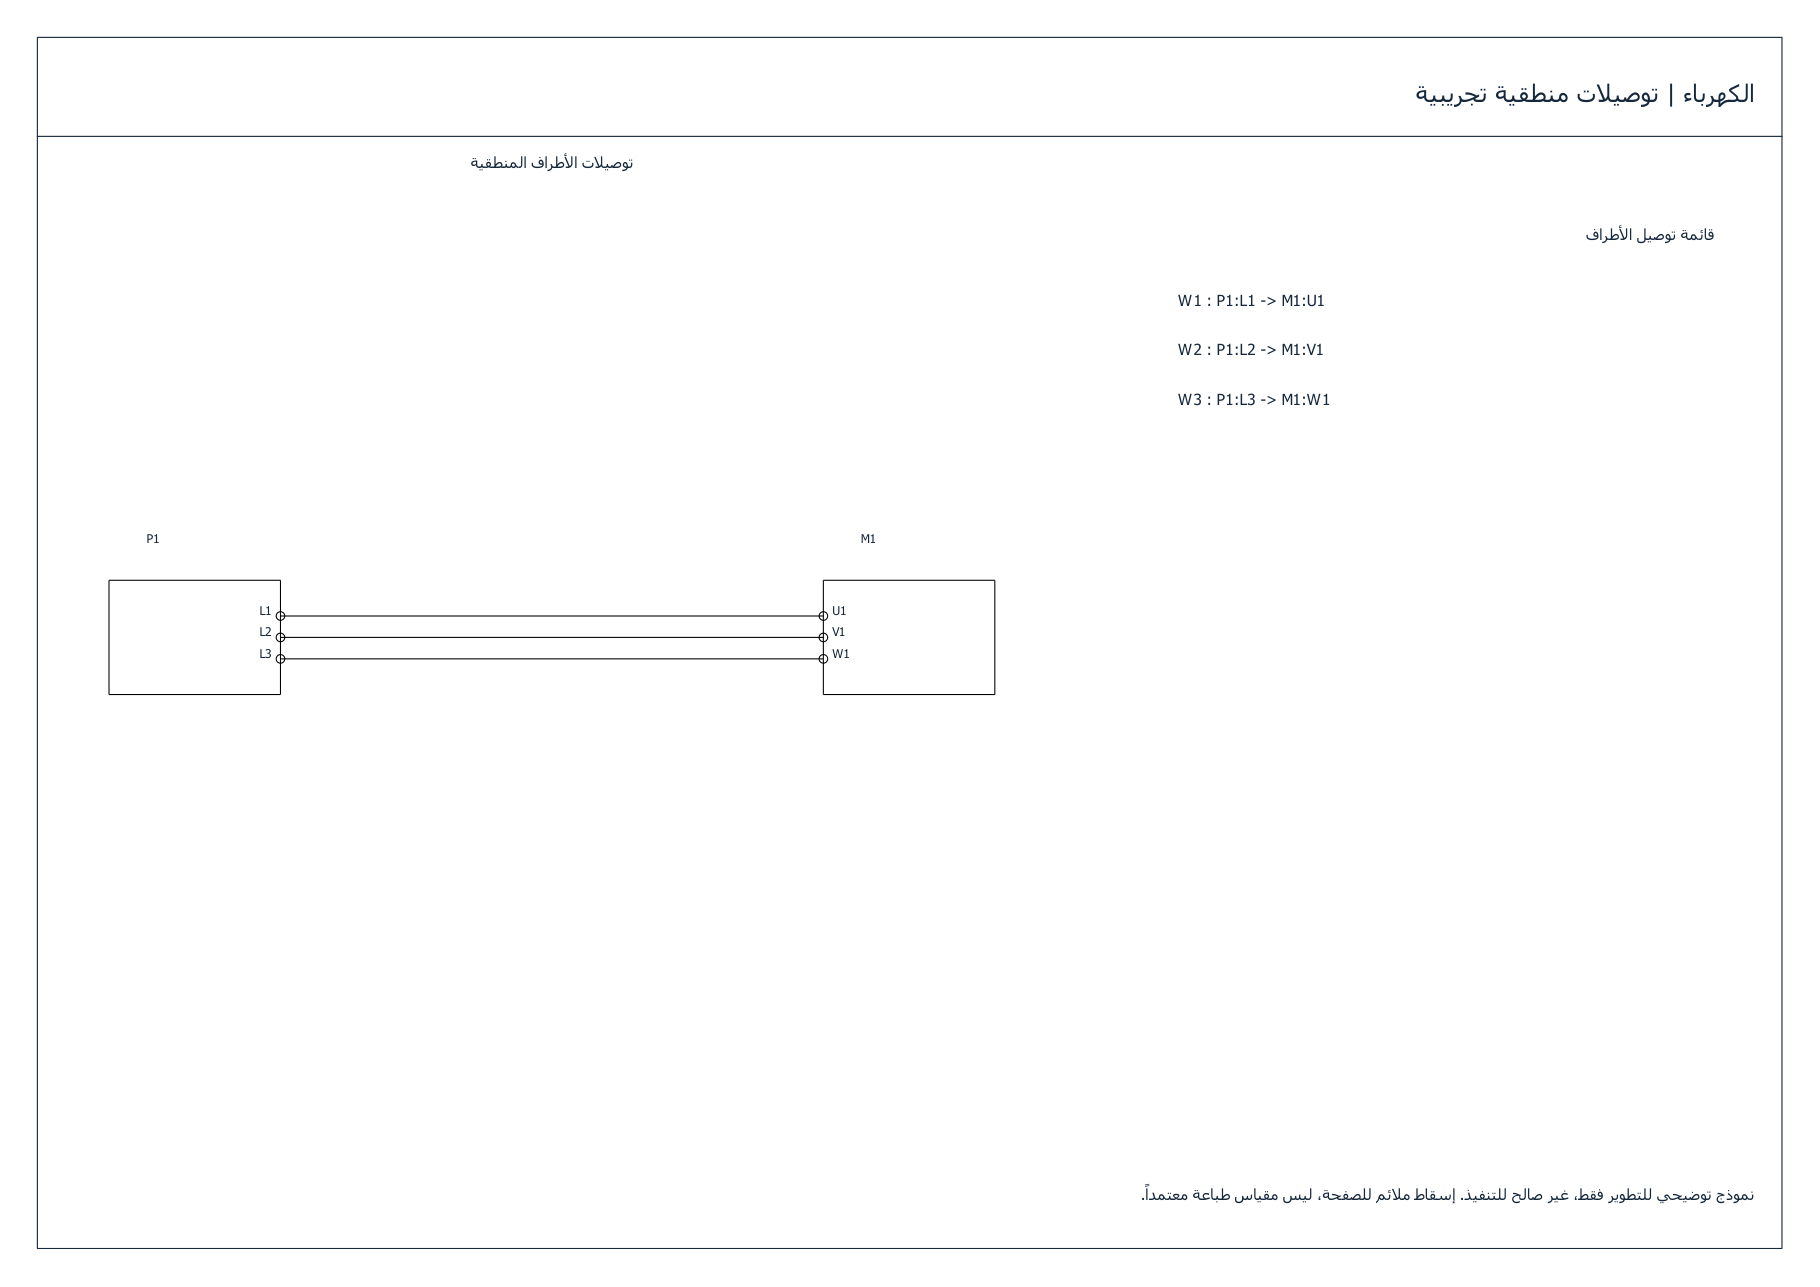 الكهرباء | توصيلات منطقية تجريبية
توصيلات الأطراف المنطقية
قائمة توصيل الأطراف
W1 : P1:L1 -> M1:U1
W2 : P1:L2 -> M1:V1
W3 : P1:L3 -> M1:W1
P1
M1
L1
U1
L2
V1
L3
W1
نموذج توضيحي للتطوير فقط، غير صالح للتنفيذ. إسقاط ملائم للصفحة، ليس مقياس طباعة معتمداً.